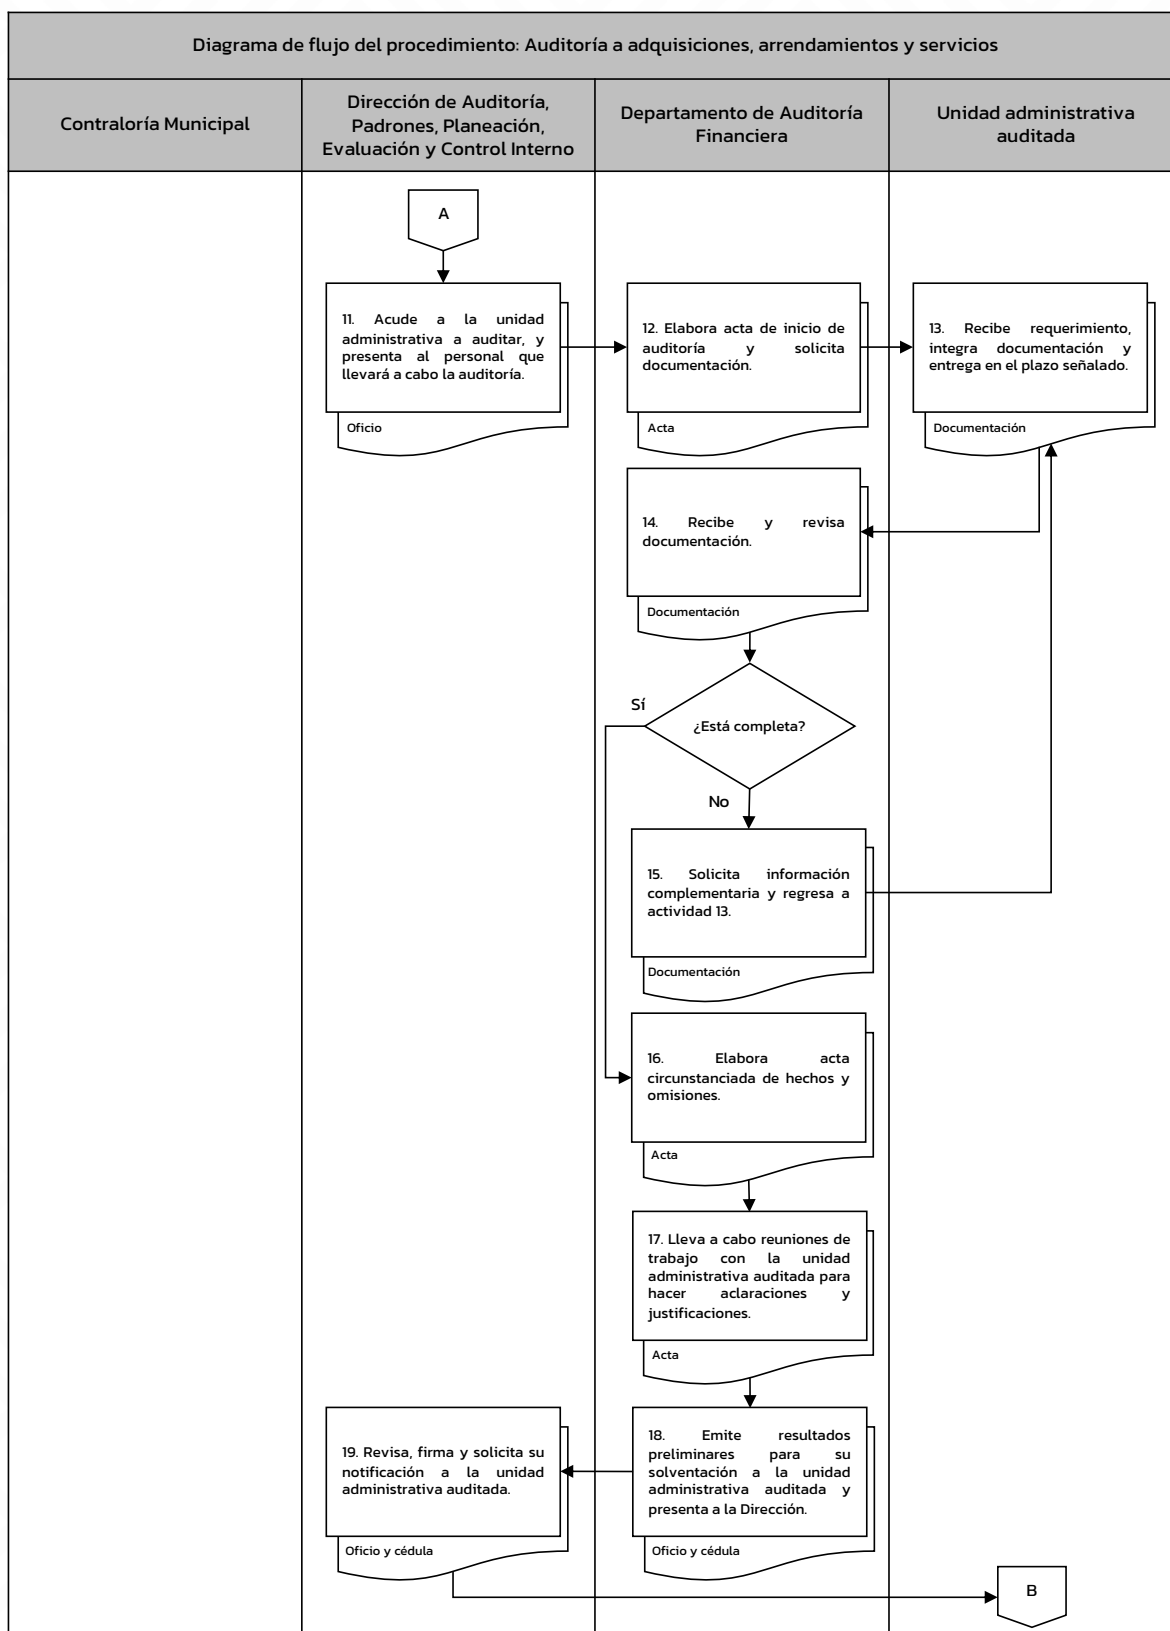 Diagrama de flujo del procedimiento: Auditoría a adquisiciones, arrendamientos y servicios
Contraloría Municipal
Dirección de Auditoría,
Padrones, Planeación,
Evaluación y Control Interno
Departamento de Auditoría
Financiera
Unidad administrativa
auditada
A
11. Acude a la unidad
administrativa a auditar, y
presenta al personal que
llevará a cabo la auditoría.
Oficio
12. Elabora acta de inicio de
auditoría y solicita
documentación.
Acta
13. Recibe requerimiento,
integra documentación y
entrega en el plazo señalado.
Documentación
14. Recibe y revisa
documentación.
Documentación
¿Está completa?
Sí
No
15. Solicita información
complementaria y regresa a
actividad 13.
Documentación
16. Elabora acta
circunstanciada de hechos y
omisiones.
Acta
17. Lleva a cabo reuniones de
trabajo con la unidad
administrativa auditada para
hacer aclaraciones y
justificaciones.
Acta
18. Emite resultados
preliminares para su
solventación a la unidad
administrativa auditada y
presenta a la Dirección.
Oficio y cédula
19. Revisa, firma y solicita su
notificación a la unidad
administrativa auditada.
Oficio y cédula
B